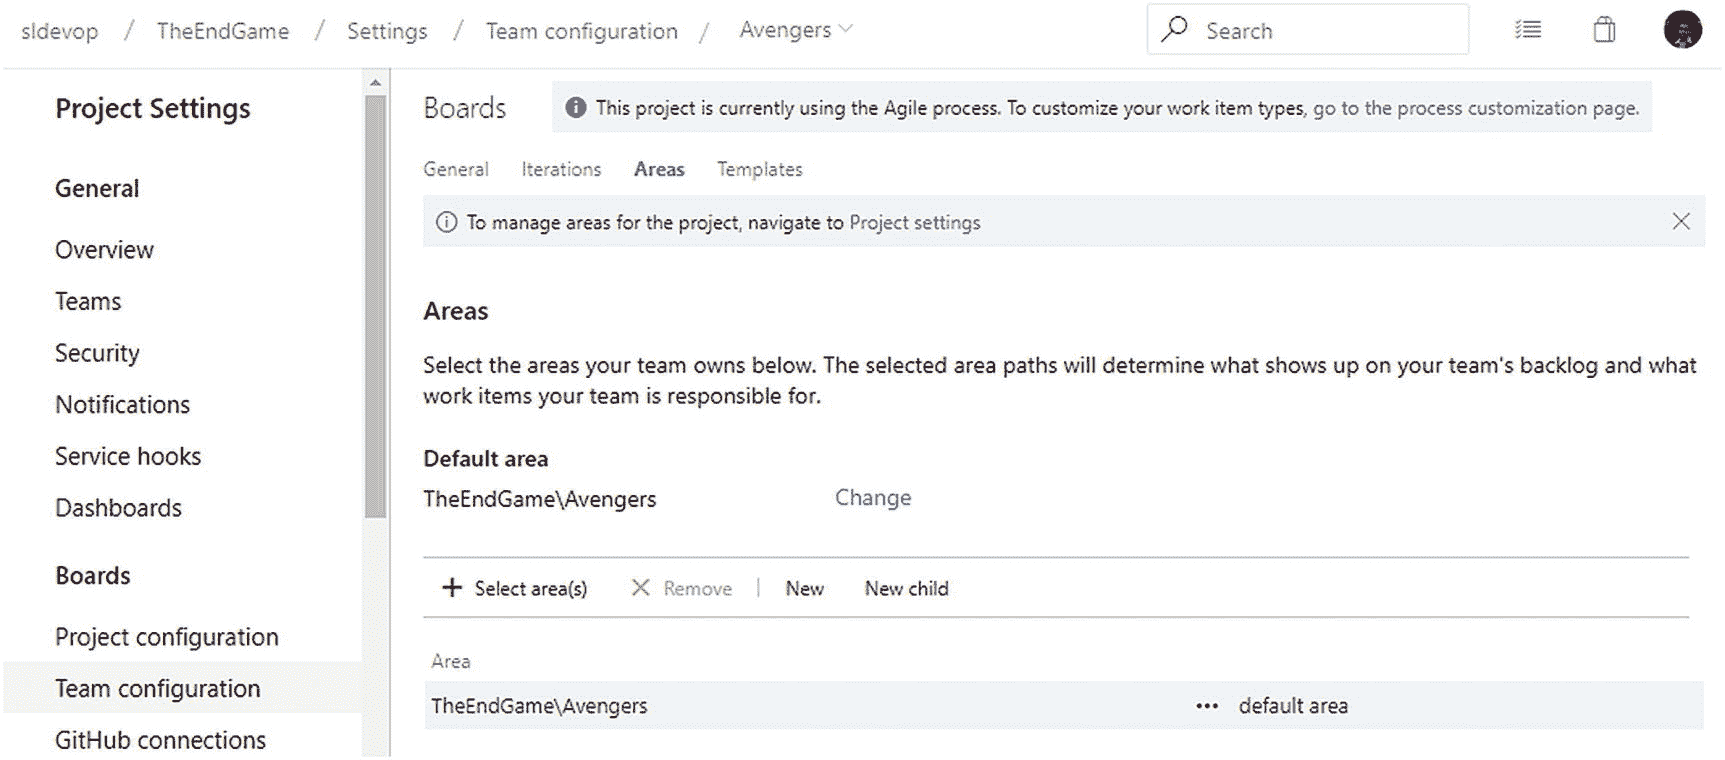 sldevop / TheEndGame / Settings / Team configuration / Avengers
Search
Project Settings
General
Overview
Teams
Security
Notifications
Service hooks
Dashboards
Boards
Project configuration
Team configuration
GitHub connections
Boards
This project is currently using the Agile process. To customize your work item types, go to the process customization page.
General Iterations Areas Templates
To manage areas for the project, navigate to Project settings
Areas
Select the areas your team owns below. The selected area paths will determine what shows up on your team's backlog and what
work items your team is responsible for.
Default area
TheEndGame\Avengers Change
+ Select area(s) Remove | New New child
Area
TheEndGame\Avengers ••• default area